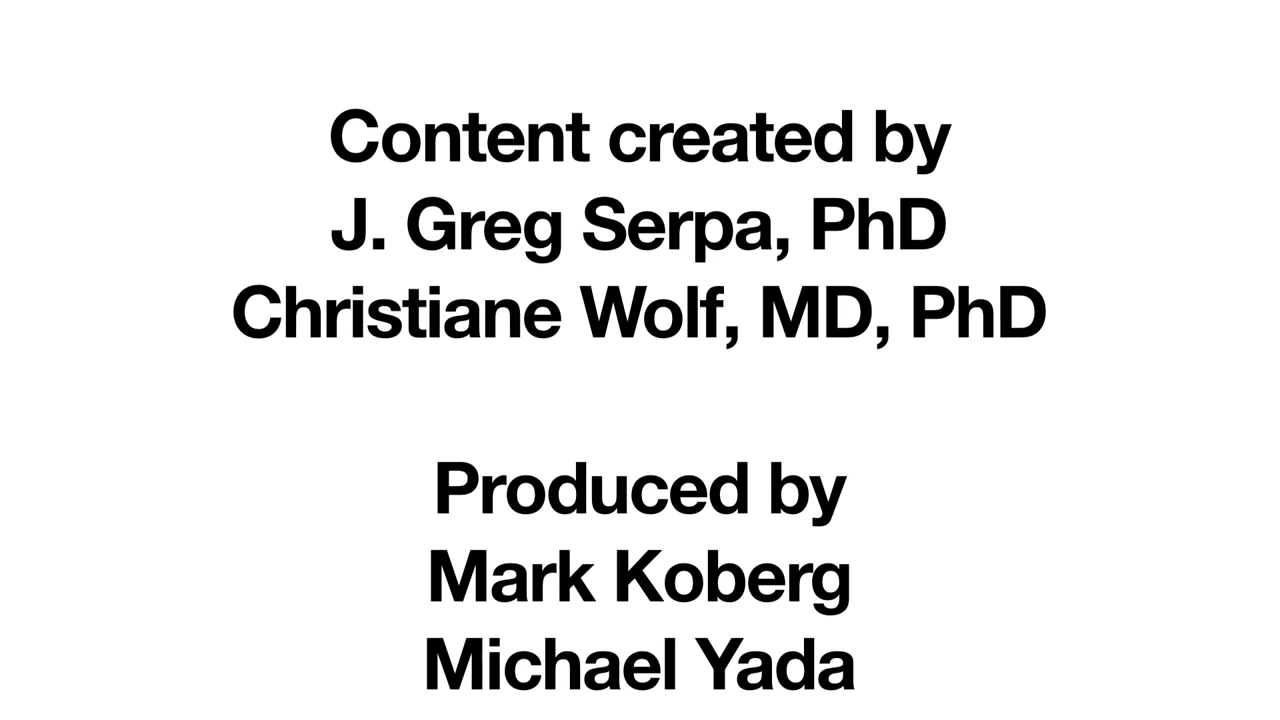 Content created by
J. Greg Serpa, PhD
Christiane Wolf, MD, PhD
Produced by
Mark Koberg
Michael Yada